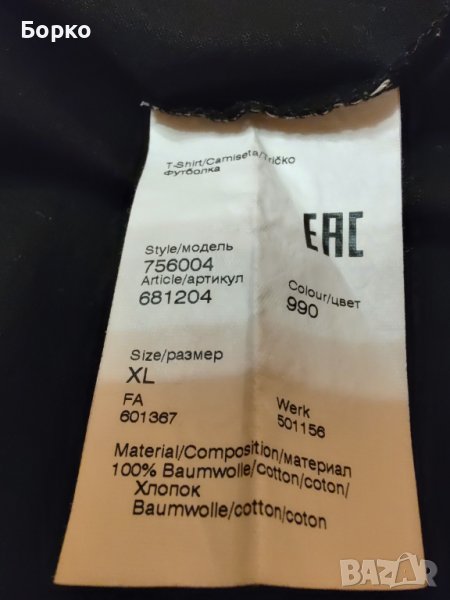 Борко
T-Shirt/Camiseta/Tričko
Футболка
EAC
Style/модель
756004
Article/артикул
681204
Colour/цвет
990
Size/размер
XL
FA
601367
Werk
501156
Material/Composition/материал
100% Baumwolle/cotton/coton/
Хлопок
Baumwolle/cotton/coton
BAZAR